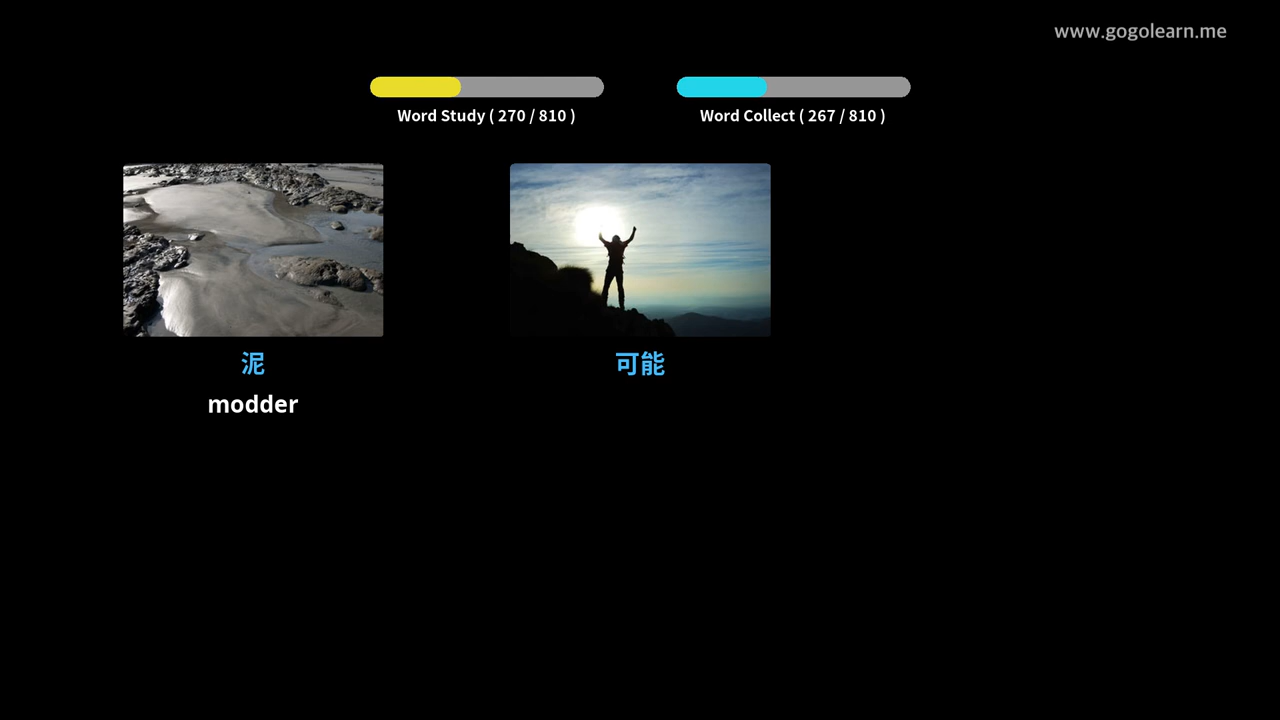 www.gogolearn.me
Word Study ( 270 / 810 )
Word Collect ( 267 / 810 )
泥
modder
可能